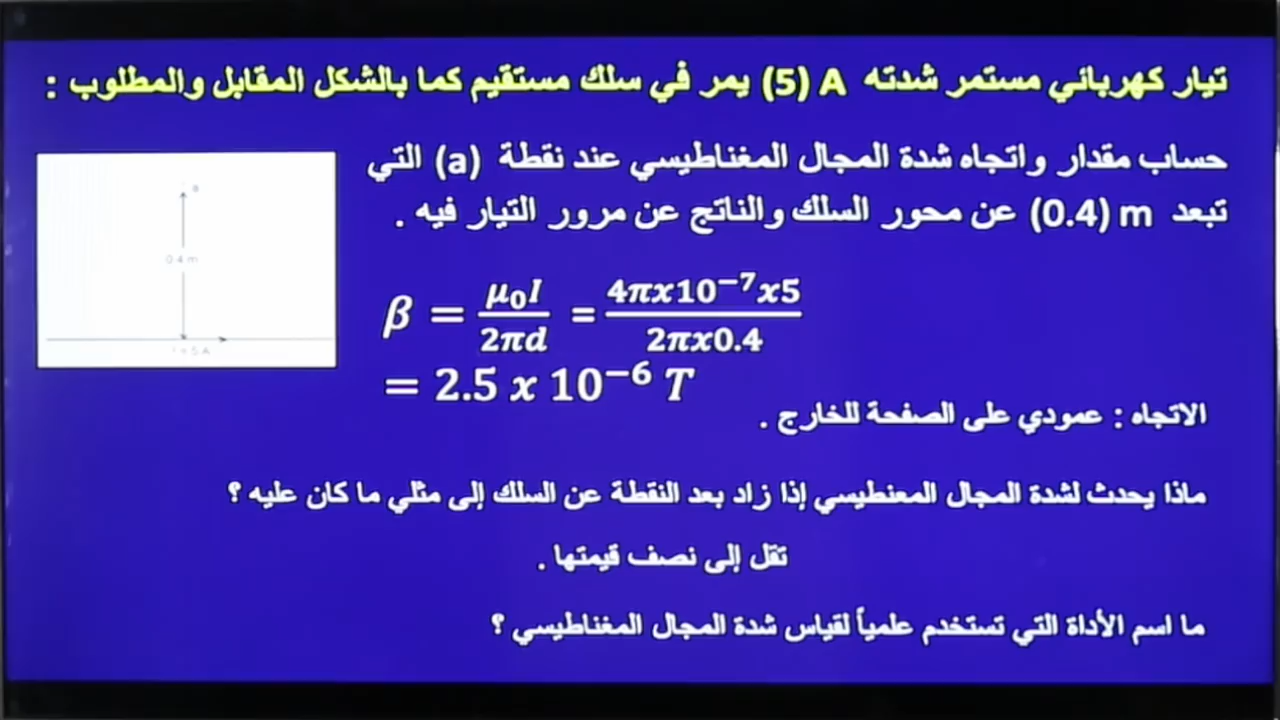 تيار كهربائي مستمر شدته A (5) يمر في سلك مستقيم كما بالشكل المقابل والمطلوب :
حساب مقدار واتجاه شدة المجال المغناطيسي عند نقطة (a) التي
تبعد m (0.4) عن محور السلك والناتج عن مرور التيار فيه .
a
0.4 m
I = 5 A
β = μ₀I / 2πd = 4πx10⁻⁷x5 / 2πx0.4
= 2.5 x 10⁻⁶ T
الاتجاه : عمودي على الصفحة للخارج .
ماذا يحدث لشدة المجال المعنطيسي إذا زاد بعد النقطة عن السلك إلى مثلي ما كان عليه ؟
تقل إلى نصف قيمتها .
ما اسم الأداة التي تستخدم علمياً لقياس شدة المجال المغناطيسي ؟